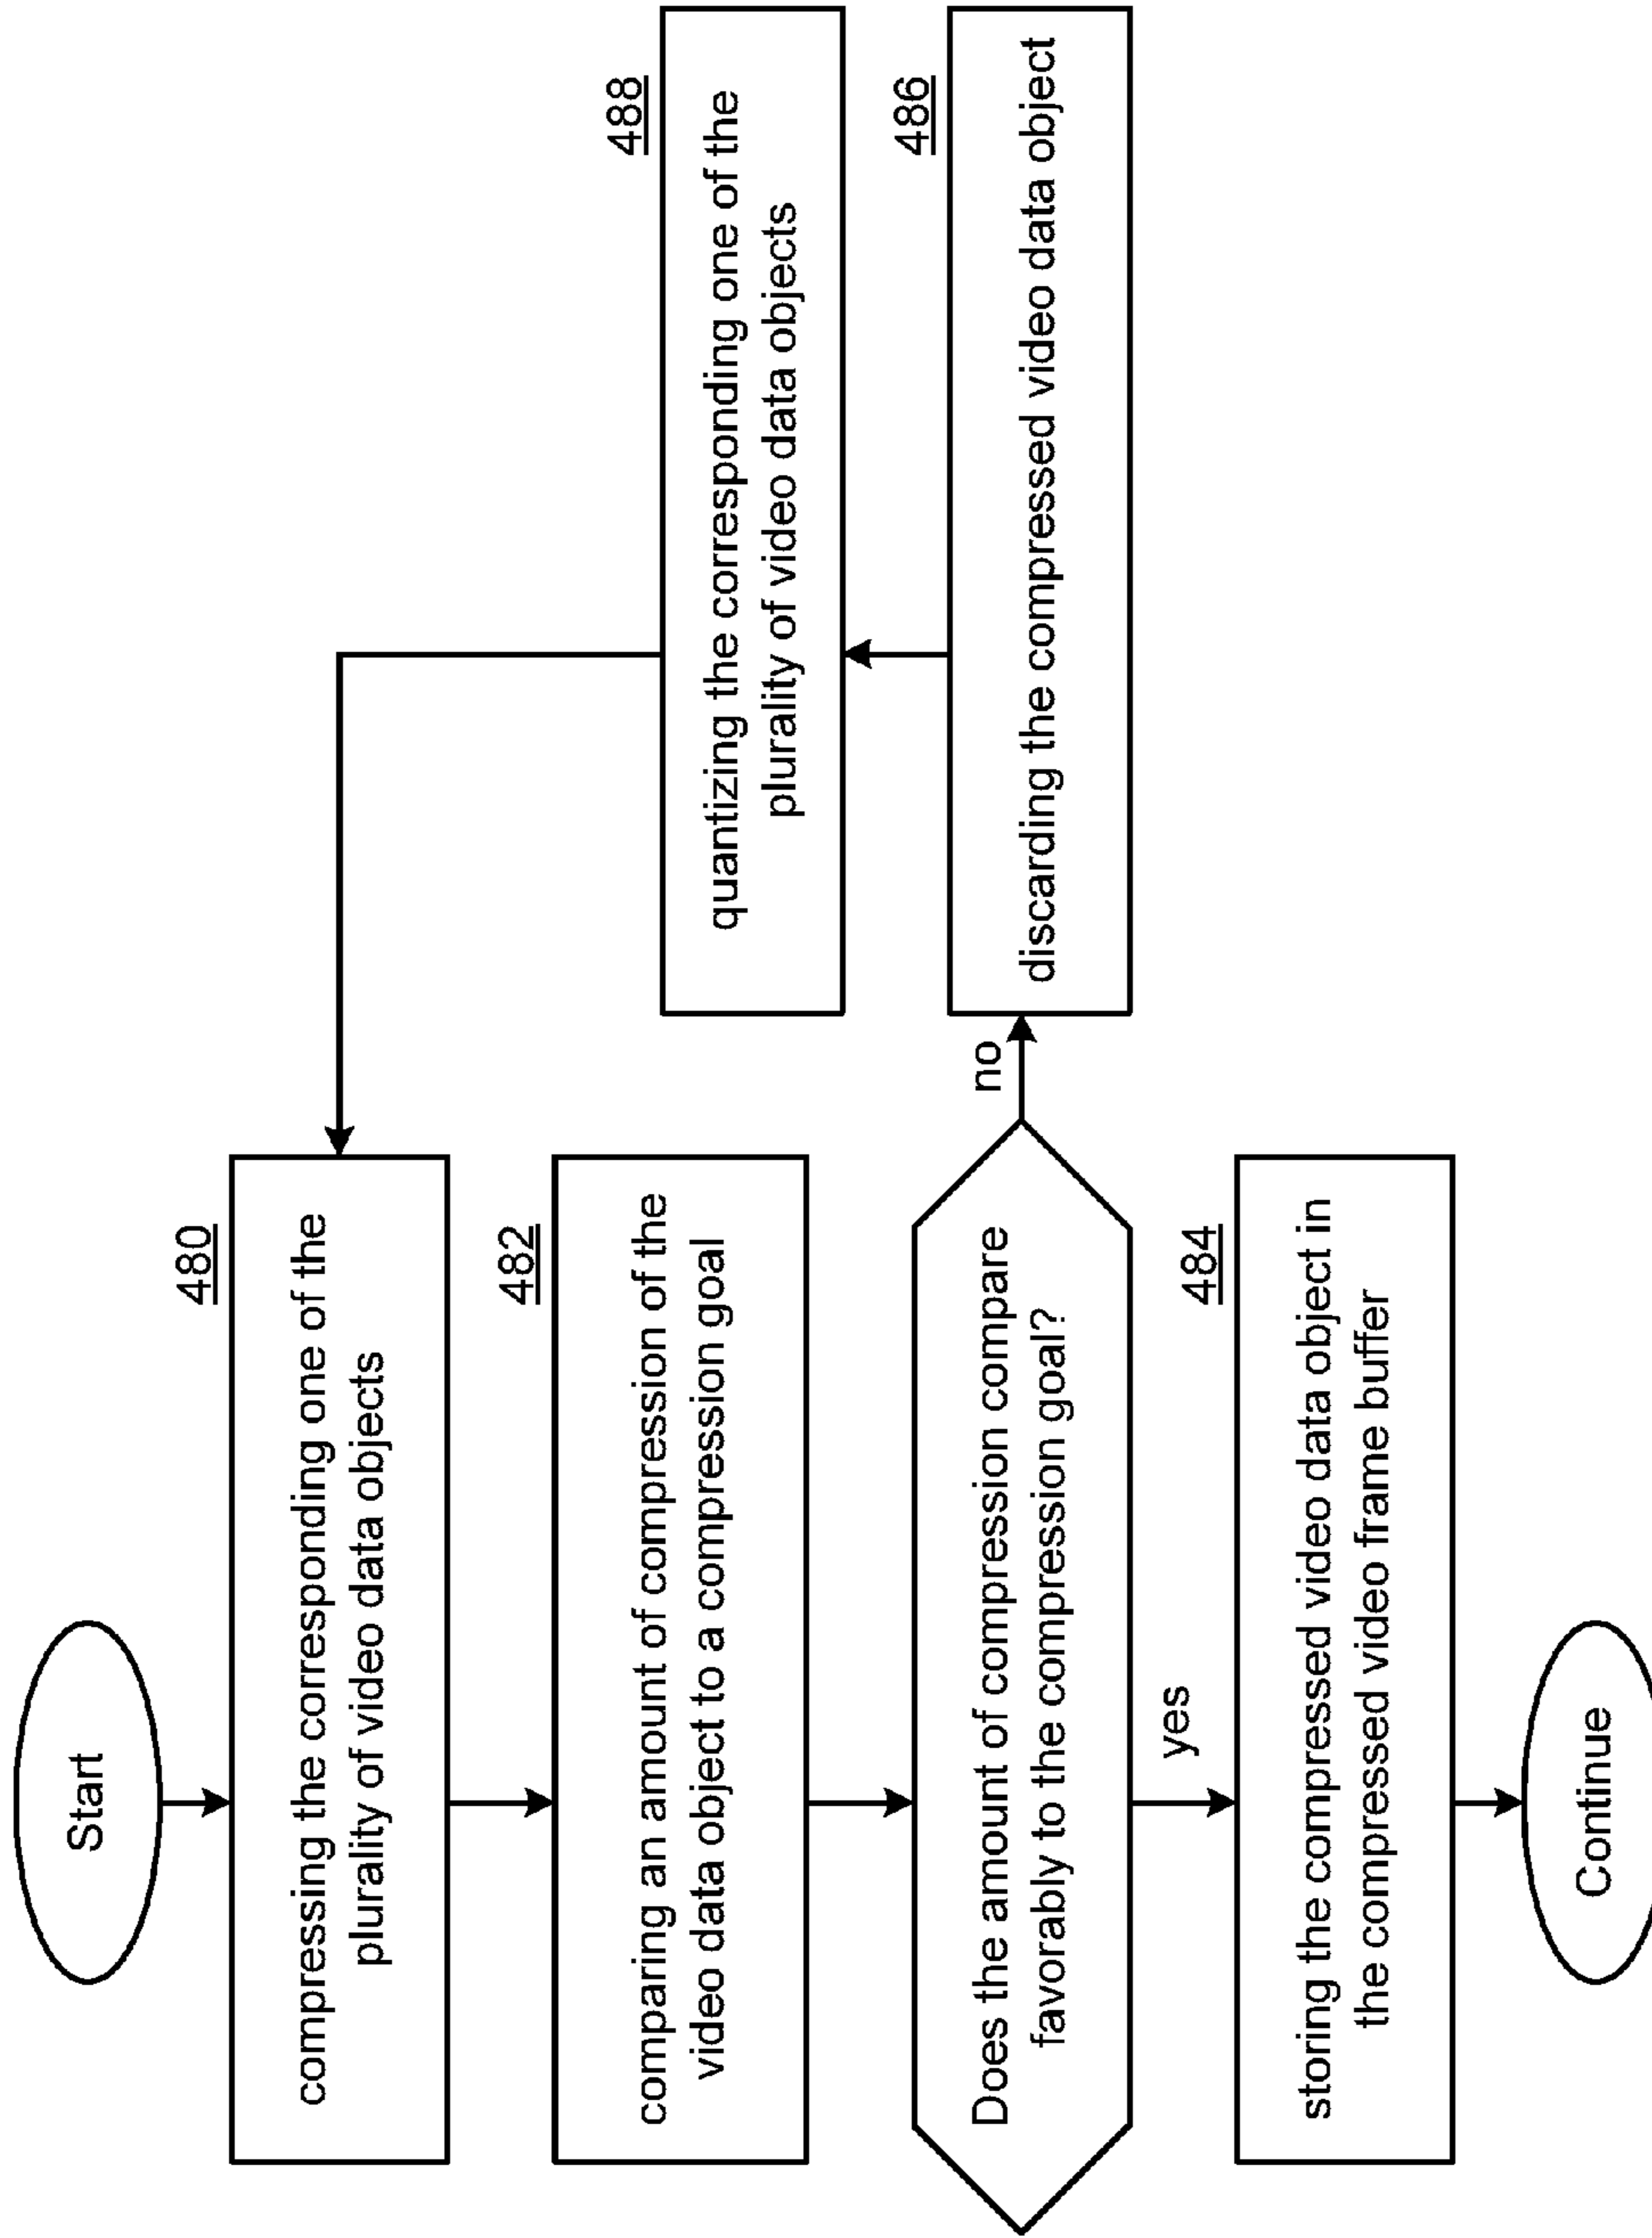 Start
480
compressing the corresponding one of the
plurality of video data objects
482
comparing an amount of compression of the
video data object to a compression goal
Does the amount of compression compare
favorably to the compression goal?
no
yes
484
storing the compressed video data object in
the compressed video frame buffer
Continue
488
quantizing the corresponding one of the
plurality of video data objects
486
discarding the compressed video data object